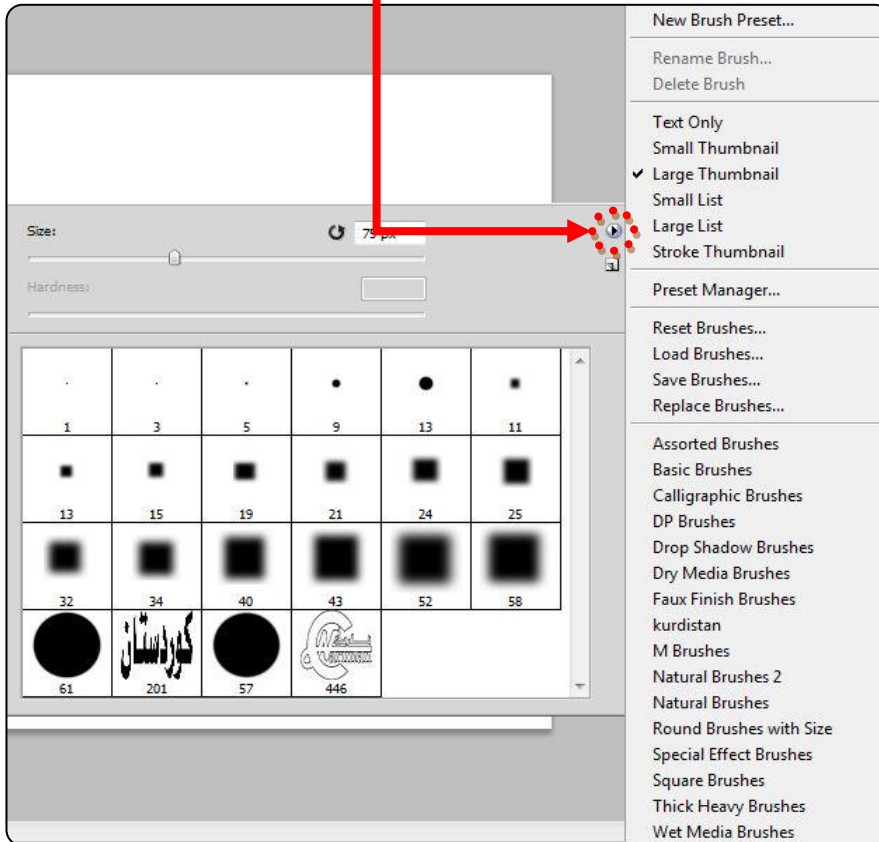 New Brush Preset...
Rename Brush...
Delete Brush
Text Only
Small Thumbnail
Large Thumbnail
Small List
Large List
Stroke Thumbnail
Preset Manager...
Reset Brushes...
Load Brushes...
Save Brushes...
Replace Brushes...
Assorted Brushes
Basic Brushes
Calligraphic Brushes
DP Brushes
Drop Shadow Brushes
Dry Media Brushes
Faux Finish Brushes
kurdistan
M Brushes
Natural Brushes 2
Natural Brushes
Round Brushes with Size
Special Effect Brushes
Square Brushes
Thick Heavy Brushes
Wet Media Brushes
Size: 75 px
Hardness:
1 3 5 9 13 11
13 15 19 21 24 25
32 34 40 43 52 58
كوردستان
61 201 57 446